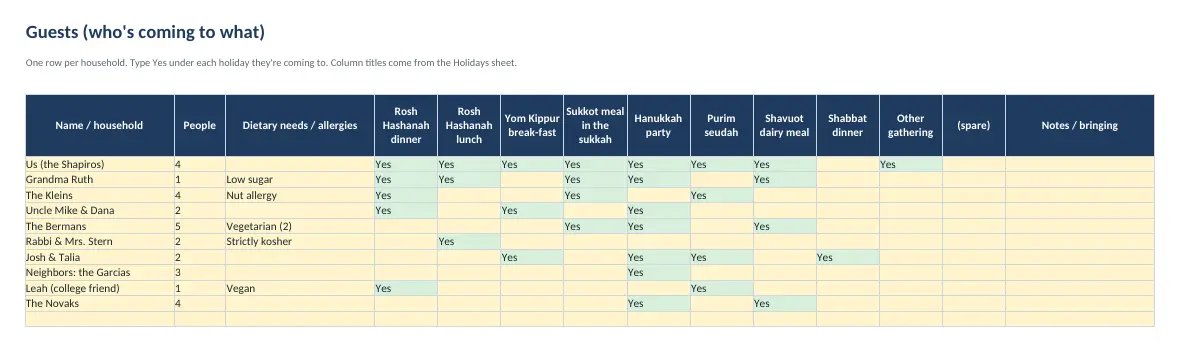 Guests (who's coming to what)
One row per household. Type Yes under each holiday they're coming to. Column titles come from the Holidays sheet.
Name / household People Dietary needs / allergies Rosh Hashanah dinner Rosh Hashanah lunch Yom Kippur break-fast Sukkot meal in the sukkah Hanukkah party Purim seudah Shavuot dairy meal Shabbat dinner Other gathering (spare) Notes / bringing
Us (the Shapiros) 4 Yes Yes Yes Yes Yes Yes Yes Yes
Grandma Ruth 1 Low sugar Yes Yes Yes Yes Yes
The Kleins 4 Nut allergy Yes Yes Yes
Uncle Mike & Dana 2 Yes Yes Yes
The Bermans 5 Vegetarian (2) Yes Yes Yes
Rabbi & Mrs. Stern 2 Strictly kosher Yes
Josh & Talia 2 Yes Yes Yes Yes
Neighbors: the Garcias 3 Yes
Leah (college friend) 1 Vegan Yes Yes
The Novaks 4 Yes Yes